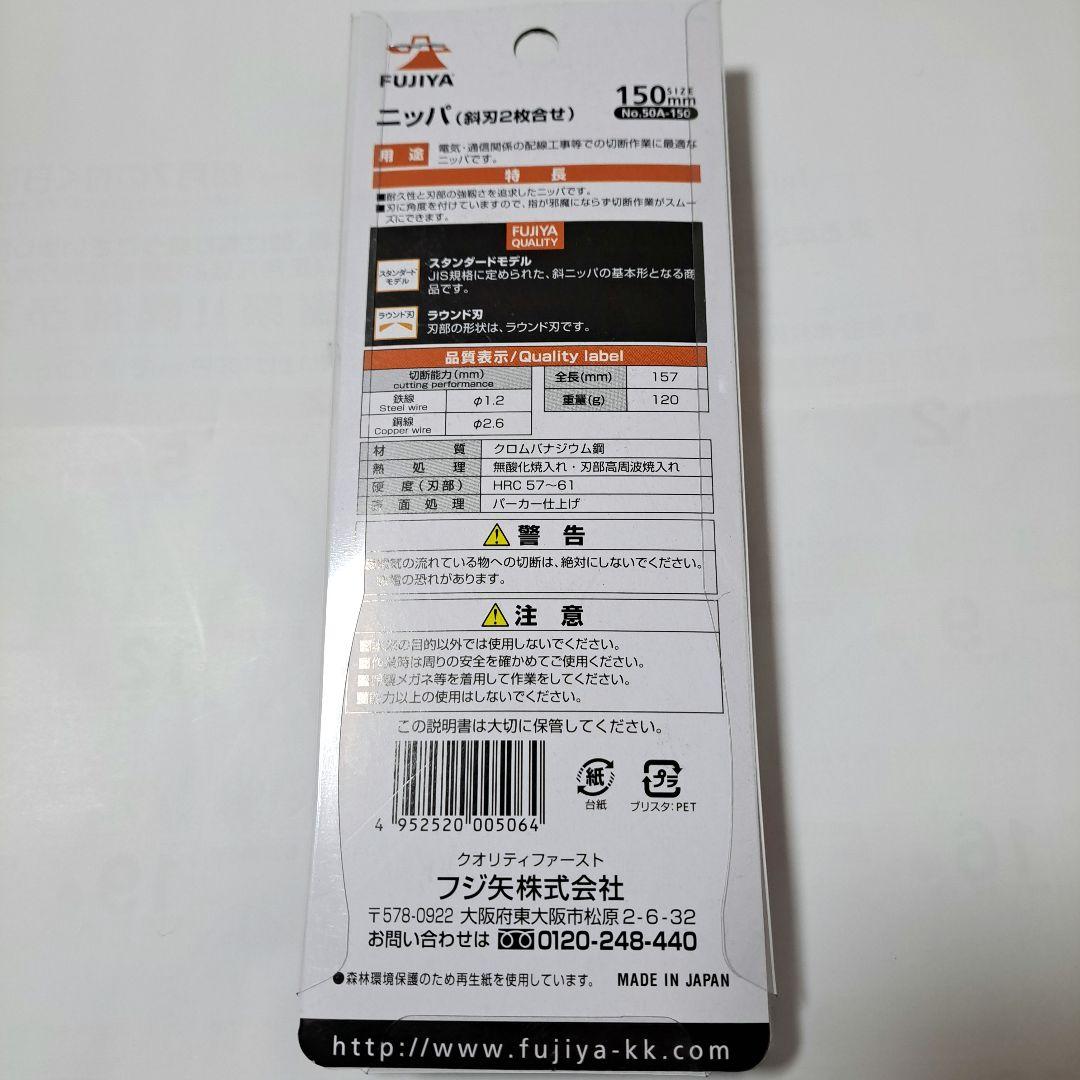 FUJIYA
ニッパ(斜刃2枚合せ)
150mm SIZE
No.50A-150
用途
電気・通信関係の配線工事等での切断作業に最適な
ニッパです。
特長
■耐久性と刃部の強靱さを追求したニッパです。
■刃に角度を付けていますので、指が邪魔にならず切断作業がスムー
ズにできます。
FUJIYA
QUALITY
スタンダード
モデル
スタンダードモデル
JIS規格に定められた、斜ニッパの基本形となる商
品です。
ラウンド刃
ラウンド刃
刃部の形状は、ラウンド刃です。
品質表示/Quality label
切断能力(mm)
cutting performance
鉄線
Steel wire
φ1.2
銅線
Copper wire
φ2.6
全長(mm) 157
重量(g) 120
材質 クロムバナジウム鋼
熱処理 無酸化焼入れ・刃部高周波焼入れ
硬度(刃部) HRC 57〜61
表面処理 パーカー仕上げ
警告
電気の流れている物への切断は、絶対にしないでください。
感電の恐れがあります。
注意
■本来の目的以外では使用しないでください。
■作業時は周りの安全を確かめてご使用ください。
■保護メガネ等を着用して作業をしてください。
■能力以上の使用はしないでください。
この説明書は大切に保管してください。
4 952520 005064
紙
台紙
プラ
ブリスタ:PET
クオリティファースト
フジ矢株式会社
〒578-0922 大阪府東大阪市松原2-6-32
お問い合わせは 0120-248-440
●森林環境保護のため再生紙を使用しています。 MADE IN JAPAN
http://www.fujiya-kk.com